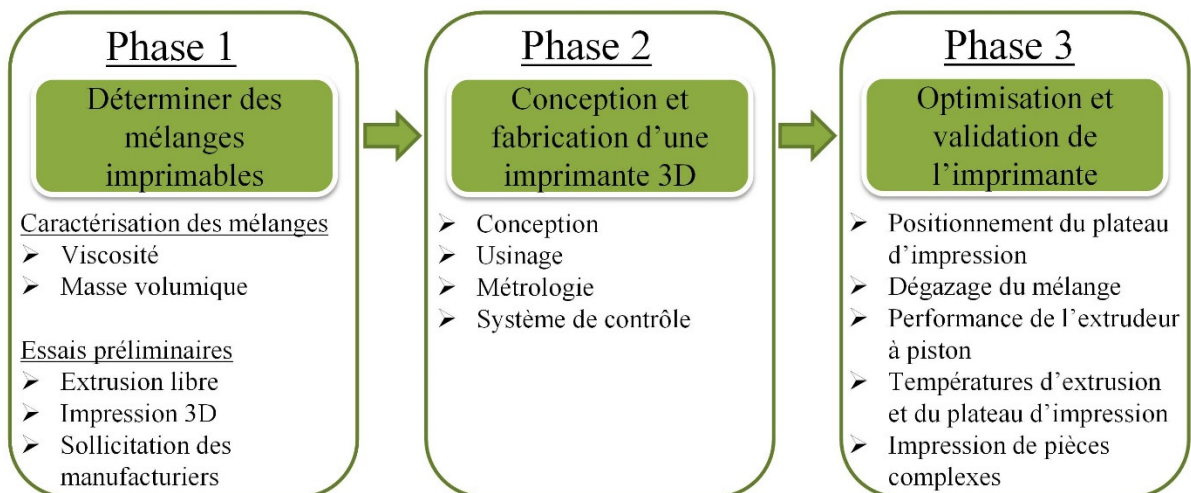 Phase 1
Déterminer des
mélanges
imprimables
Caractérisation des mélanges
➢ Viscosité
➢ Masse volumique
Essais préliminaires
➢ Extrusion libre
➢ Impression 3D
➢ Sollicitation des
manufacturiers
Phase 2
Conception et
fabrication d’une
imprimante 3D
➢ Conception
➢ Usinage
➢ Métrologie
➢ Système de contrôle
Phase 3
Optimisation et
validation de
l’imprimante
➢ Positionnement du plateau
d’impression
➢ Dégazage du mélange
➢ Performance de l’extrudeur
à piston
➢ Températures d’extrusion
et du plateau d’impression
➢ Impression de pièces
complexes